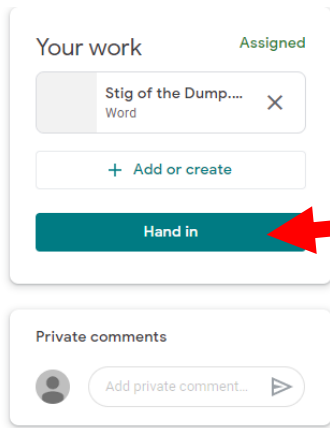 Your work Assigned
Stig of the Dump....
Word
+ Add or create
Hand in
Private comments
Add private comment...